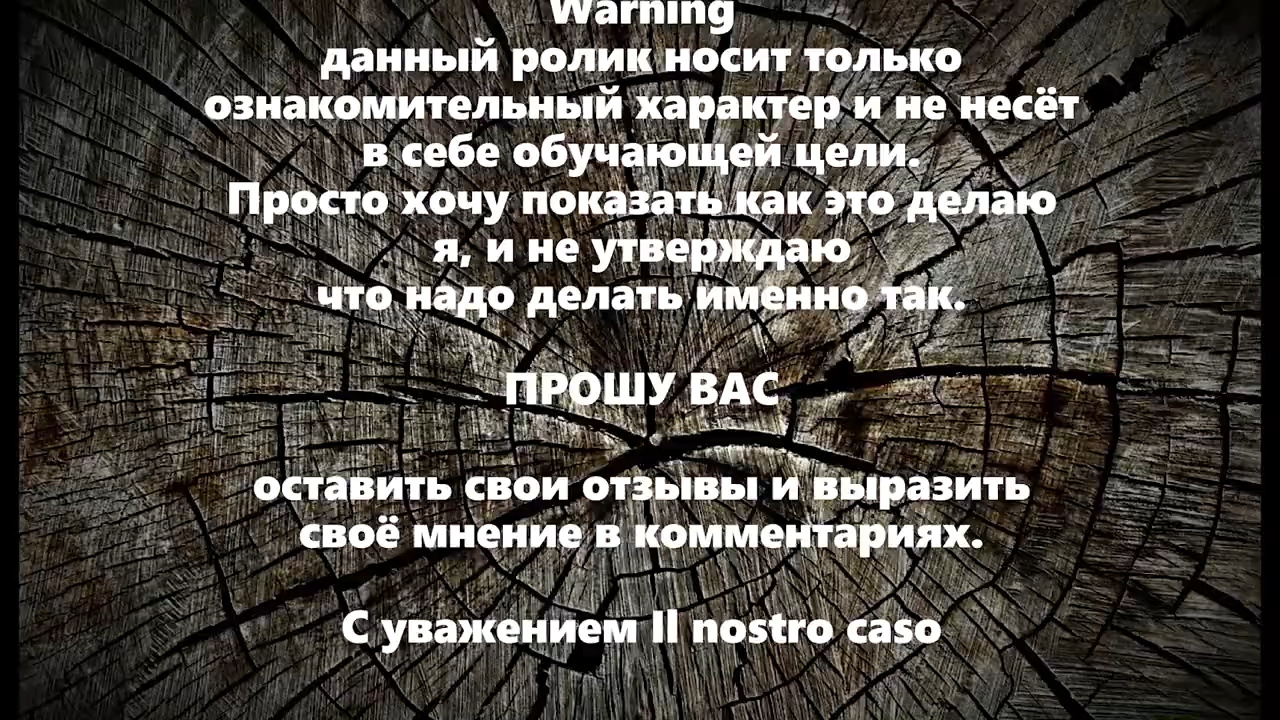 Warning
данный ролик носит только
ознакомительный характер и не несёт
в себе обучающей цели.
Просто хочу показать как это делаю
я, и не утверждаю
что надо делать именно так.
ПРОШУ ВАС
оставить свои отзывы и выразить
своё мнение в комментариях.
С уважением Il nostro caso